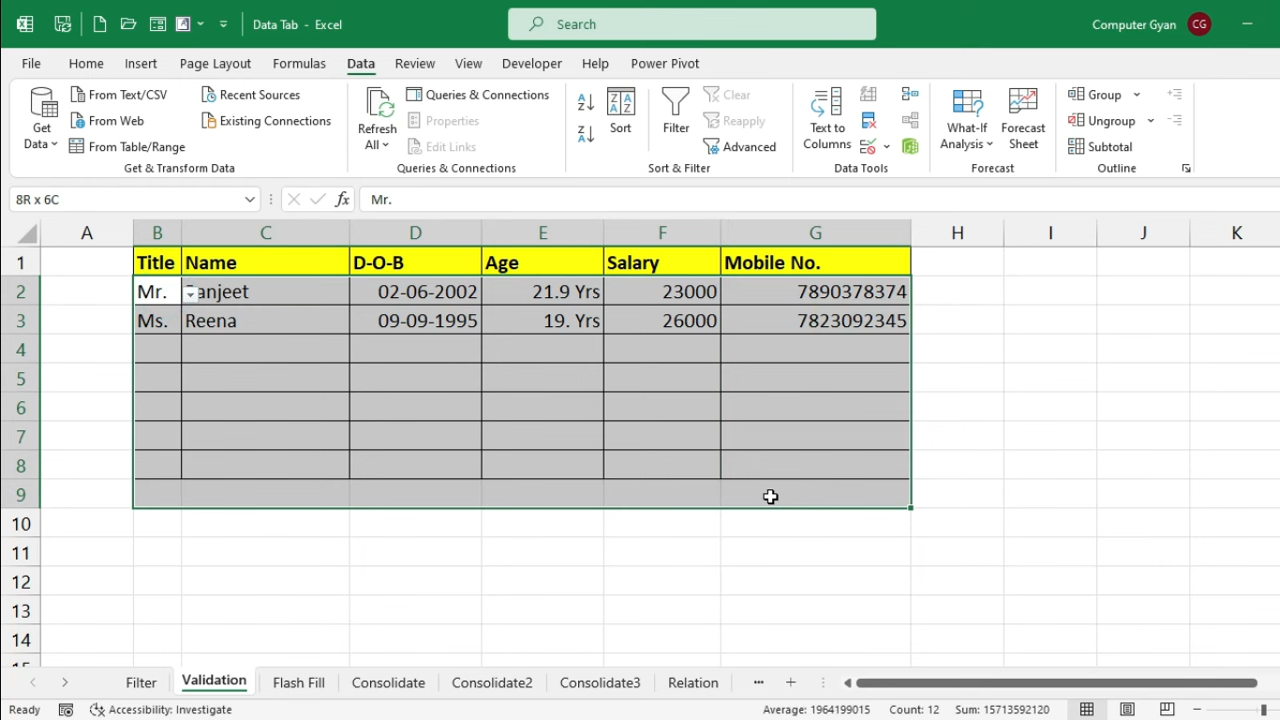 Data Tab - Excel
Search
Computer Gyan CG
File Home Insert Page Layout Formulas Data Review View Developer Help Power Pivot
Get Data
From Text/CSV
From Web
From Table/Range
Recent Sources
Existing Connections
Get & Transform Data
Refresh All
Queries & Connections
Properties
Edit Links
Queries & Connections
Sort
Filter
Clear
Reapply
Advanced
Sort & Filter
Text to Columns
Data Tools
What-If Analysis
Forecast Sheet
Forecast
Group
Ungroup
Subtotal
Outline
8R x 6C fx Mr.
A B C D E F G H I J K
1 Title Name D-O-B Age Salary Mobile No.
2 Mr. anjeet 02-06-2002 21.9 Yrs 23000 7890378374
3 Ms. Reena 09-09-1995 19. Yrs 26000 7823092345
4
5
6
7
8
9
10
11
12
13
14
15
Filter Validation Flash Fill Consolidate Consolidate2 Consolidate3 Relation ...
Ready Accessibility: Investigate Average: 1964199015 Count: 12 Sum: 15713592120